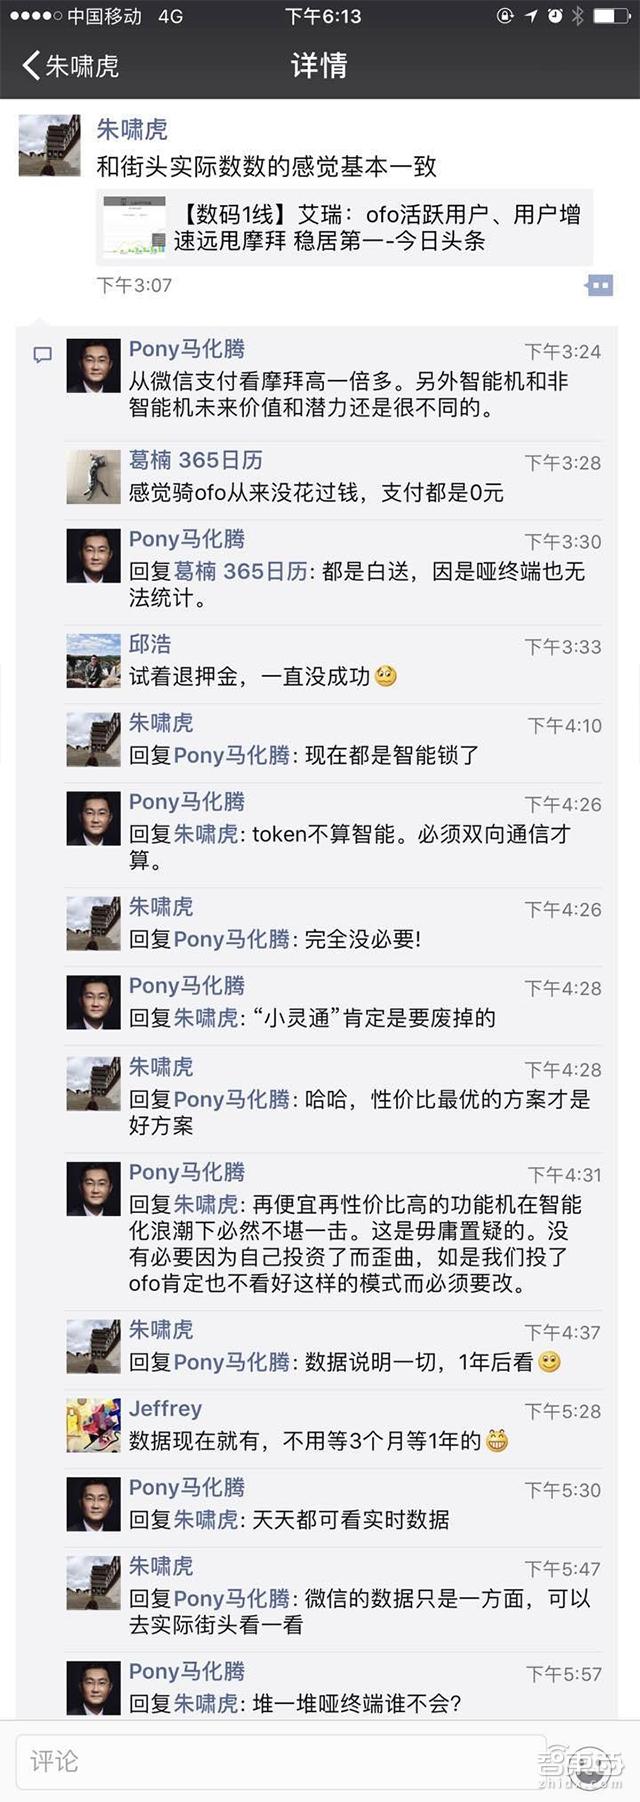 中国移动 4G 下午6:13
朱啸虎 详情
朱啸虎
和街头实际数数的感觉基本一致
【数码1线】艾瑞：ofo活跃用户、用户增
速远甩摩拜 稳居第一-今日头条
下午3:07
Pony马化腾 下午3:24
从微信支付看摩拜高一倍多。另外智能机和非
智能机未来价值和潜力还是很不同的。
葛楠 365日历 下午3:28
感觉骑ofo从来没花过钱，支付都是0元
Pony马化腾 下午3:30
回复葛楠 365日历: 都是白送，因是哑终端也无
法统计。
邱浩 下午3:33
试着退押金，一直没成功
朱啸虎 下午4:10
回复Pony马化腾: 现在都是智能锁了
Pony马化腾 下午4:26
回复朱啸虎: token不算智能。必须双向通信才
算。
朱啸虎 下午4:26
回复Pony马化腾: 完全没必要!
Pony马化腾 下午4:28
回复朱啸虎: “小灵通”肯定是要废掉的
朱啸虎 下午4:28
回复Pony马化腾: 哈哈，性价比最优的方案才是
好方案
Pony马化腾 下午4:31
回复朱啸虎: 再便宜再性价比高的功能机在智能
化浪潮下必然不堪一击。这是毋庸置疑的。没
有必要因为自己投资了而歪曲，如是我们投了
ofo肯定也不看好这样的模式而必须要改。
朱啸虎 下午4:37
回复Pony马化腾: 数据说明一切，1年后看
Jeffrey 下午5:28
数据现在就有，不用等3个月等1年的
Pony马化腾 下午5:30
回复朱啸虎: 天天都可看实时数据
朱啸虎 下午5:47
回复Pony马化腾: 微信的数据只是一方面，可以
去实际街头看一看
Pony马化腾 下午5:57
回复朱啸虎: 堆一堆哑终端谁不会?
评论
智東西
zhidx.com